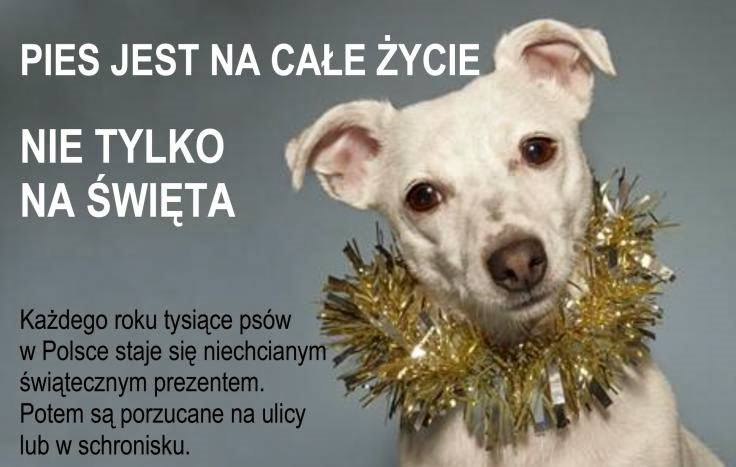 PIES JEST NA CAŁE ŻYCIE
NIE TYLKO
NA ŚWIĘTA
Każdego roku tysiące psów
w Polsce staje się niechcianym
świątecznym prezentem.
Potem są porzucane na ulicy
lub w schronisku.